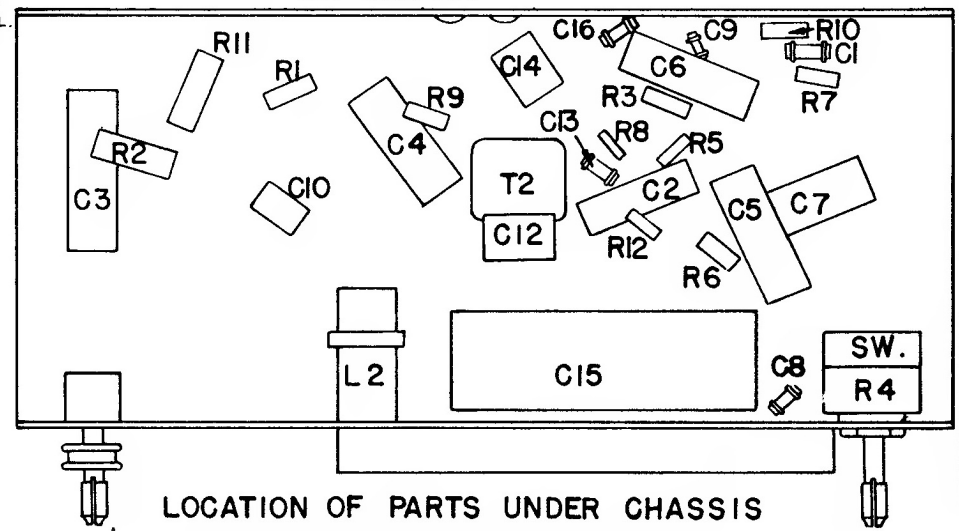 C16
C9
R10
R11
C14
C6
C1
R1
R9
R3
R7
C13
R8
R5
R2
C4
T2
C2
C3
C10
C5
C7
C12
R12
R6
SW.
L2
C15
C8
R4
LOCATION OF PARTS UNDER CHASSIS